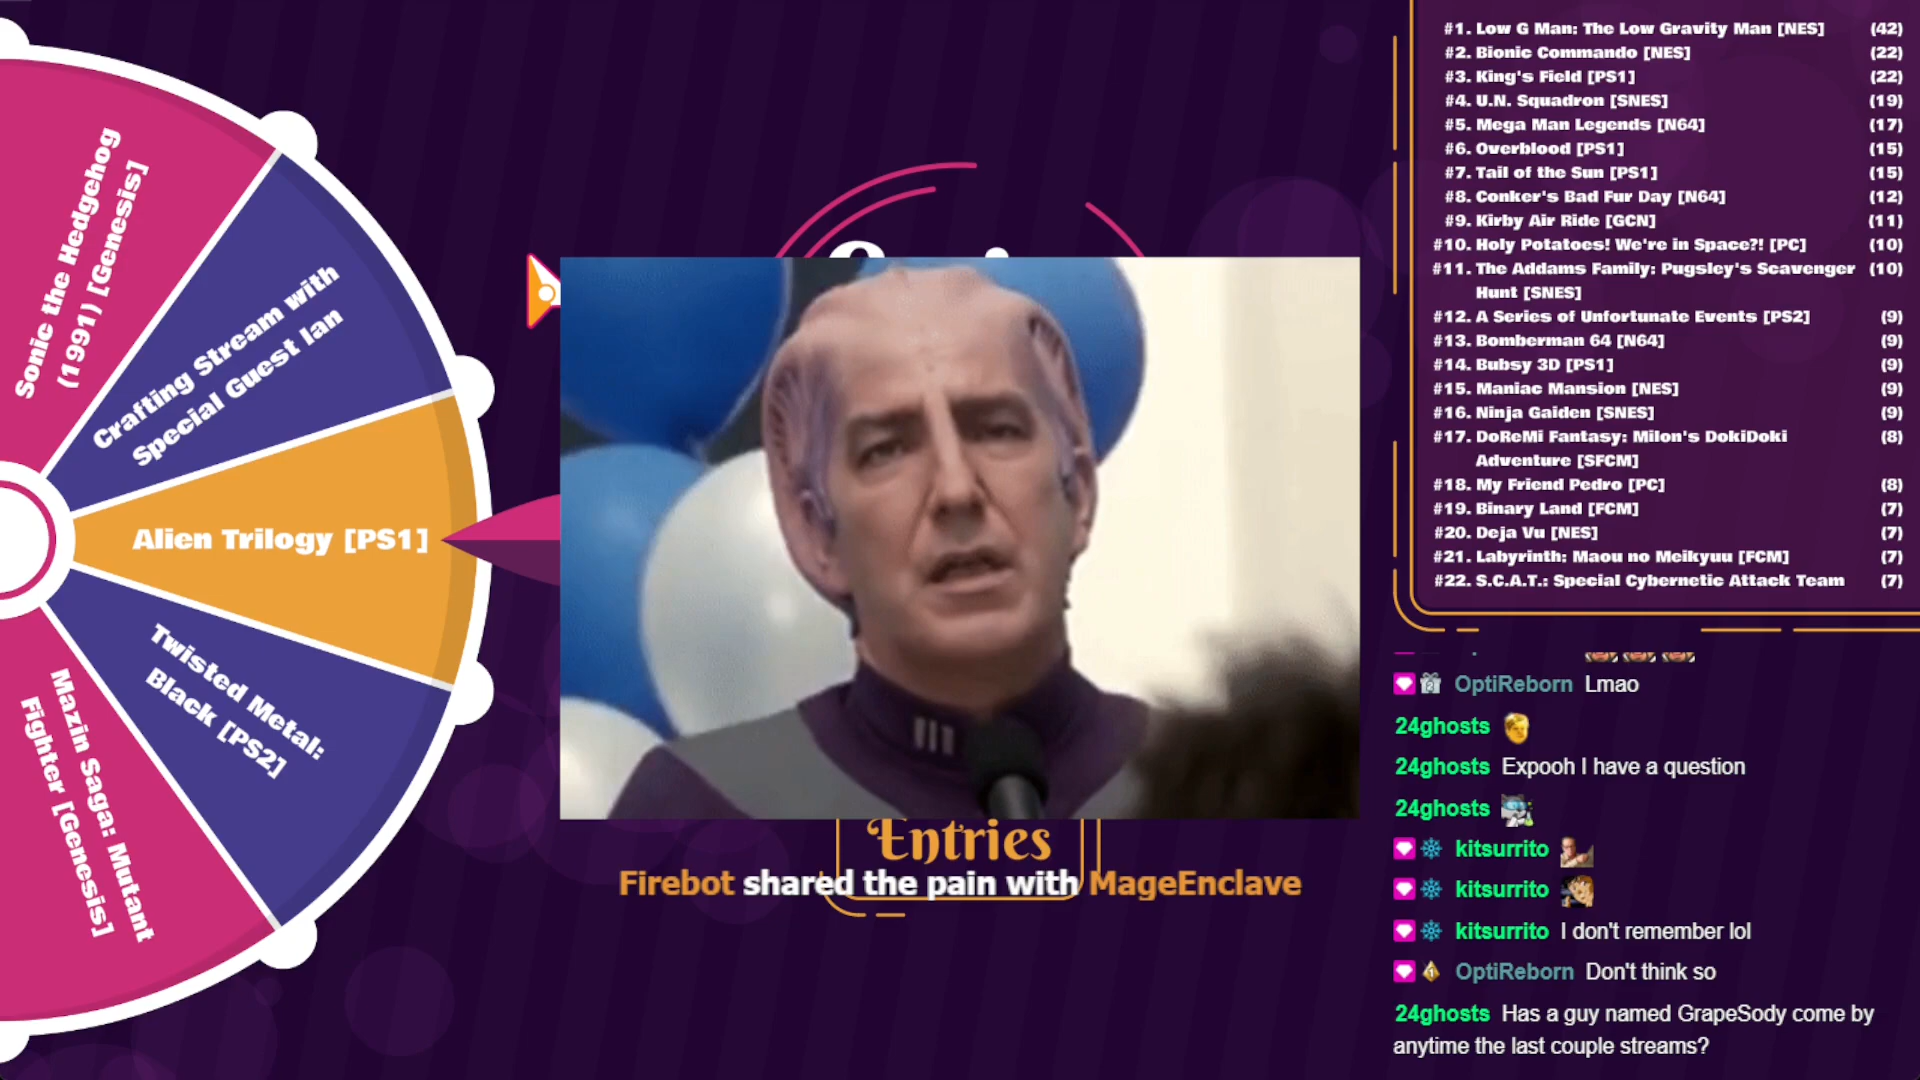 Sonic the Hedgehog
(1991) [Genesis]
Crafting Stream with
Special Guest Ian
Alien Trilogy [PS1]
Twisted Metal:
Black [PS2]
Mazin Saga: Mutant
Fighter [Genesis]
Entries
Firebot shared the pain with MageEnclave
#1. Low G Man: The Low Gravity Man [NES] (42)
#2. Bionic Commando [NES] (22)
#3. King's Field [PS1] (22)
#4. U.N. Squadron [SNES] (19)
#5. Mega Man Legends [N64] (17)
#6. Overblood [PS1] (15)
#7. Tail of the Sun [PS1] (15)
#8. Conker's Bad Fur Day [N64] (12)
#9. Kirby Air Ride [GCN] (11)
#10. Holy Potatoes! We're in Space?! [PC] (10)
#11. The Addams Family: Pugsley's Scavenger (10)
Hunt [SNES]
#12. A Series of Unfortunate Events [PS2] (9)
#13. Bomberman 64 [N64] (9)
#14. Bubsy 3D [PS1] (9)
#15. Maniac Mansion [NES] (9)
#16. Ninja Gaiden [SNES] (9)
#17. DoReMi Fantasy: Milon's DokiDoki (8)
Adventure [SFCM]
#18. My Friend Pedro [PC] (8)
#19. Binary Land [FCM] (7)
#20. Deja Vu [NES] (7)
#21. Labyrinth: Maou no Meikyuu [FCM] (7)
#22. S.C.A.T.: Special Cybernetic Attack Team (7)
OptiReborn Lmao
24ghosts
24ghosts Expooh I have a question
24ghosts
kitsurrito
kitsurrito
kitsurrito I don't remember lol
OptiReborn Don't think so
24ghosts Has a guy named GrapeSody come by
anytime the last couple streams?